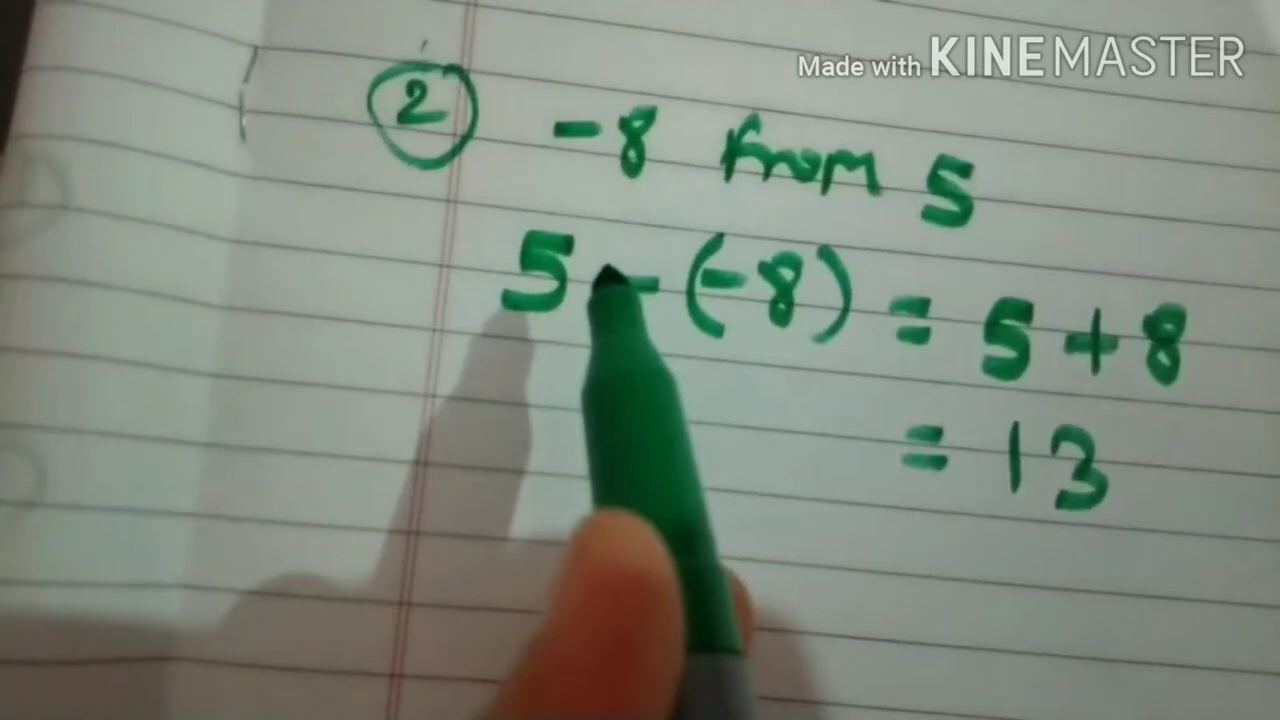 Made with KINEMASTER
2 -8 from 5
5 - (-8) = 5 + 8
= 13